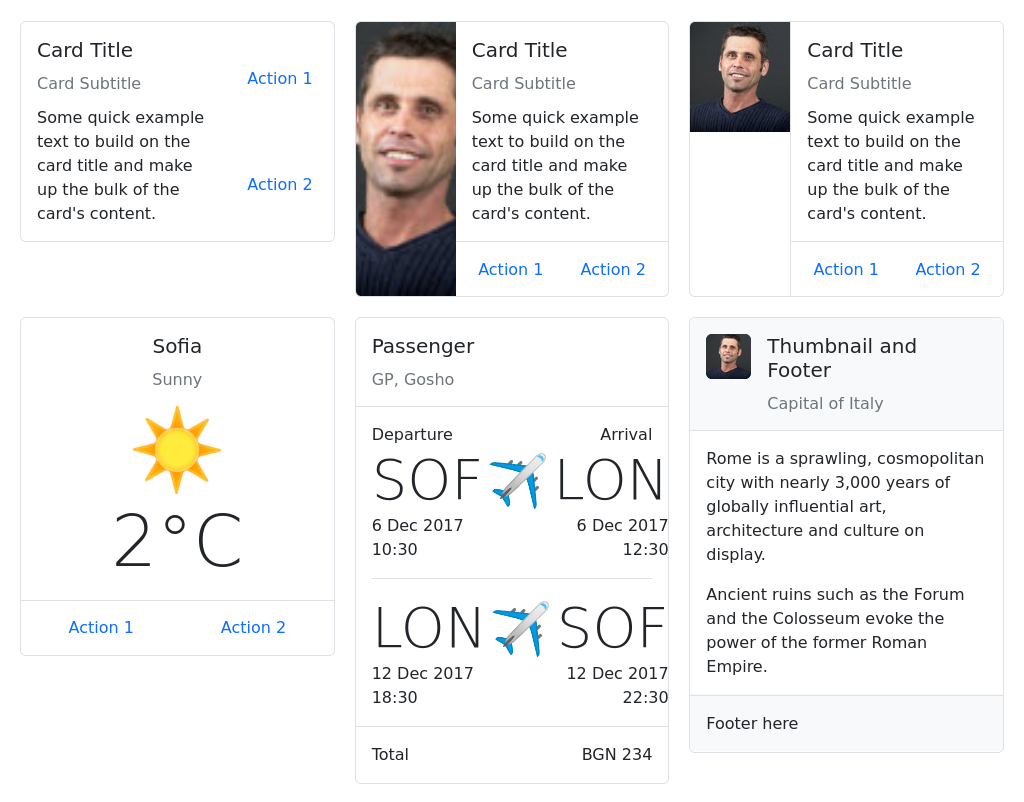 Card Title
Card Subtitle
Some quick example
text to build on the
card title and make
up the bulk of the
card's content.
Action 1
Action 2
Card Title
Card Subtitle
Some quick example
text to build on the
card title and make
up the bulk of the
card's content.
Action 1
Action 2
Card Title
Card Subtitle
Some quick example
text to build on the
card title and make
up the bulk of the
card's content.
Action 1
Action 2
Sofia
Sunny
2°C
Action 1
Action 2
Passenger
GP, Gosho
Departure
Arrival
SOF
LON
6 Dec 2017
6 Dec 2017
10:30
12:30
LON
SOF
12 Dec 2017
12 Dec 2017
18:30
22:30
Total
BGN 234
Thumbnail and
Footer
Capital of Italy
Rome is a sprawling, cosmopolitan
city with nearly 3,000 years of
globally influential art,
architecture and culture on
display.
Ancient ruins such as the Forum
and the Colosseum evoke the
power of the former Roman
Empire.
Footer here